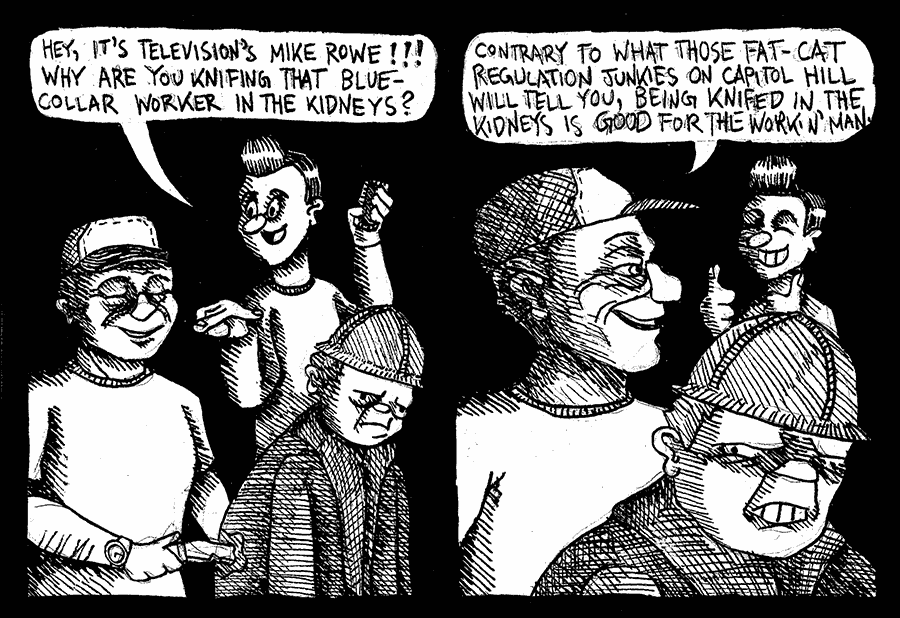 HEY, IT'S TELEVISION'S MIKE ROWE!!!
WHY ARE YOU KNIFING THAT BLUE-
COLLAR WORKER IN THE KIDNEYS?
CONTRARY TO WHAT THOSE FAT-CAT
REGULATION JUNKIES ON CAPITOL HILL
WILL TELL YOU, BEING KNIFED IN THE
KIDNEYS IS GOOD FOR THE WORKIN' MAN.